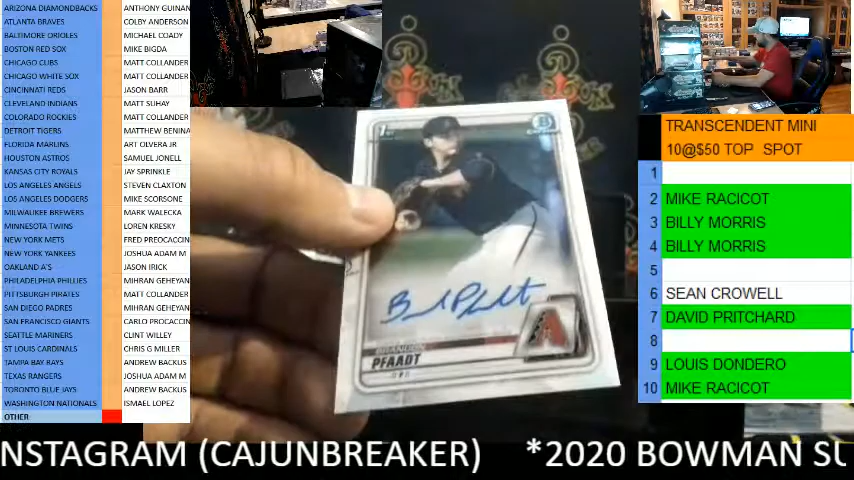 ARIZONA DIAMONDBACKS ANTHONY GUINAN
ATLANTA BRAVES COLBY ANDERSON
BALTIMORE ORIOLES MICHAEL COADY
BOSTON RED SOX MIKE BIGDA
CHICAGO CUBS MATT COLLANDER
CHICAGO WHITE SOX MATT COLLANDER
CINCINNATI REDS JASON BARR
CLEVELAND INDIANS MATT SUHAY
COLORADO ROCKIES MATT COLLANDER
DETROIT TIGERS MATTHEW BENINA
FLORIDA MARLINS ART OLVERA JR
HOUSTON ASTROS SAMUEL JONELL
KANSAS CITY ROYALS JAY SPRINKLE
LOS ANGELES ANGELS STEVEN CLAXTON
LOS ANGELES DODGERS MIKE SCORSONE
MILWAUKEE BREWERS MARK WALECKA
MINNESOTA TWINS LOREN KRESKY
NEW YORK METS FRED PREOCACCIN
NEW YORK YANKEES JOSHUA ADAM M
OAKLAND A'S JASON IRICK
PHILADELPHIA PHILLIES MIHRAN GEHEYAN
PITTSBURGH PIRATES MATT COLLANDER
SAN DIEGO PADRES MIHRAN GEHEYAN
SAN FRANCISCO GIANTS CARLO PROCACCIN
SEATTLE MARINERS CLINT WILLEY
ST LOUIS CARDINALS CHRIS G MILLER
TAMPA BAY RAYS ANDREW BACKUS
TEXAS RANGERS JOSHUA ADAM M
TORONTO BLUE JAYS ANDREW BACKUS
WASHINGTON NATIONALS ISMAEL LOPEZ
OTHER
1st
Brandon Pfaadt
BRANDON
PFAADT
A
TRANSCENDENT MINI
10@$50 TOP SPOT
1
2 MIKE RACICOT
3 BILLY MORRIS
4 BILLY MORRIS
5
6 SEAN CROWELL
7 DAVID PRITCHARD
8
9 LOUIS DONDERO
10 MIKE RACICOT
NSTAGRAM (CAJUNBREAKER) *2020 BOWMAN SU